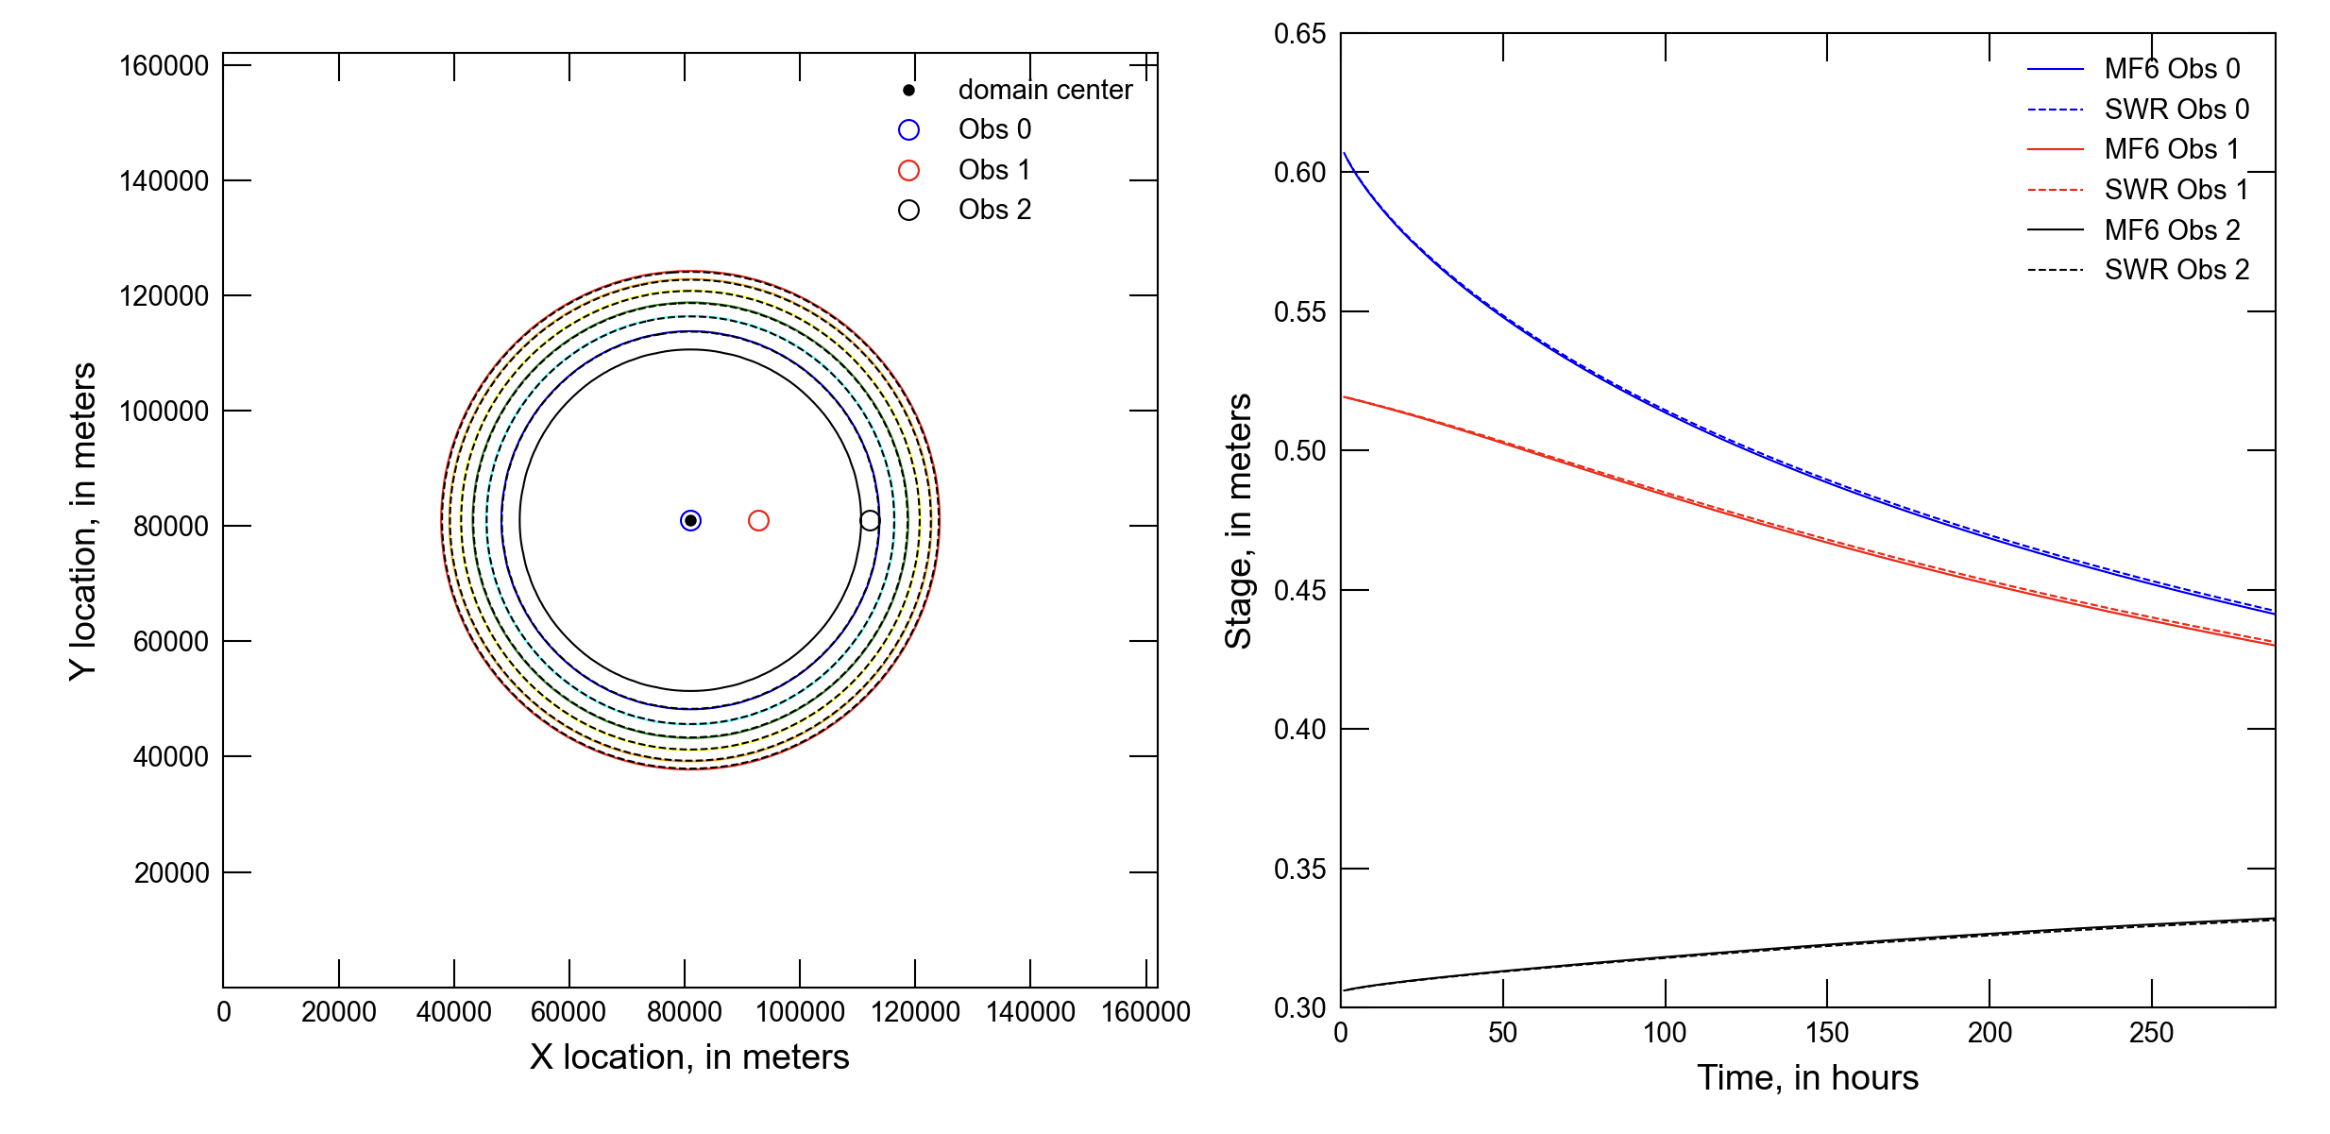 160000
140000
120000
100000
80000
60000
40000
20000
Y location, in meters
domain center
Obs 0
Obs 1
Obs 2
0 20000 40000 60000 80000 100000 120000 140000 160000
X location, in meters
0.65
0.60
0.55
0.50
0.45
0.40
0.35
0.30
Stage, in meters
MF6 Obs 0
SWR Obs 0
MF6 Obs 1
SWR Obs 1
MF6 Obs 2
SWR Obs 2
0 50 100 150 200 250
Time, in hours